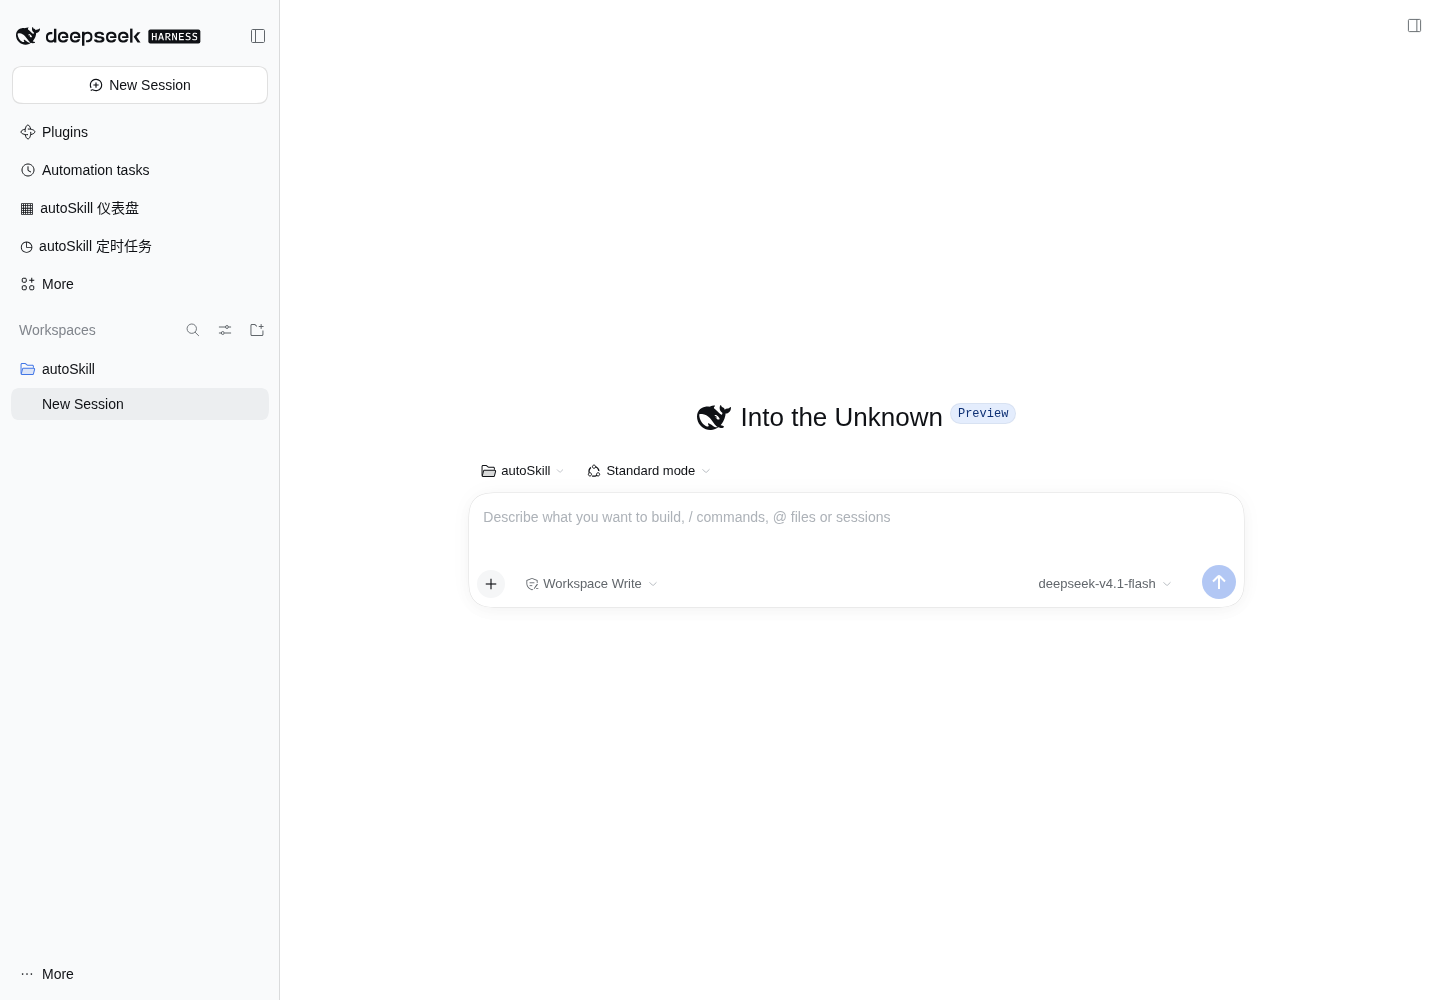 deepseek HARNESS
New Session
Plugins
Automation tasks
autoSkill 仪表盘
autoSkill 定时任务
More
Workspaces
autoSkill
New Session
More
Into the Unknown Preview
autoSkill Standard mode
Describe what you want to build, / commands, @ files or sessions
Workspace Write deepseek-v4.1-flash